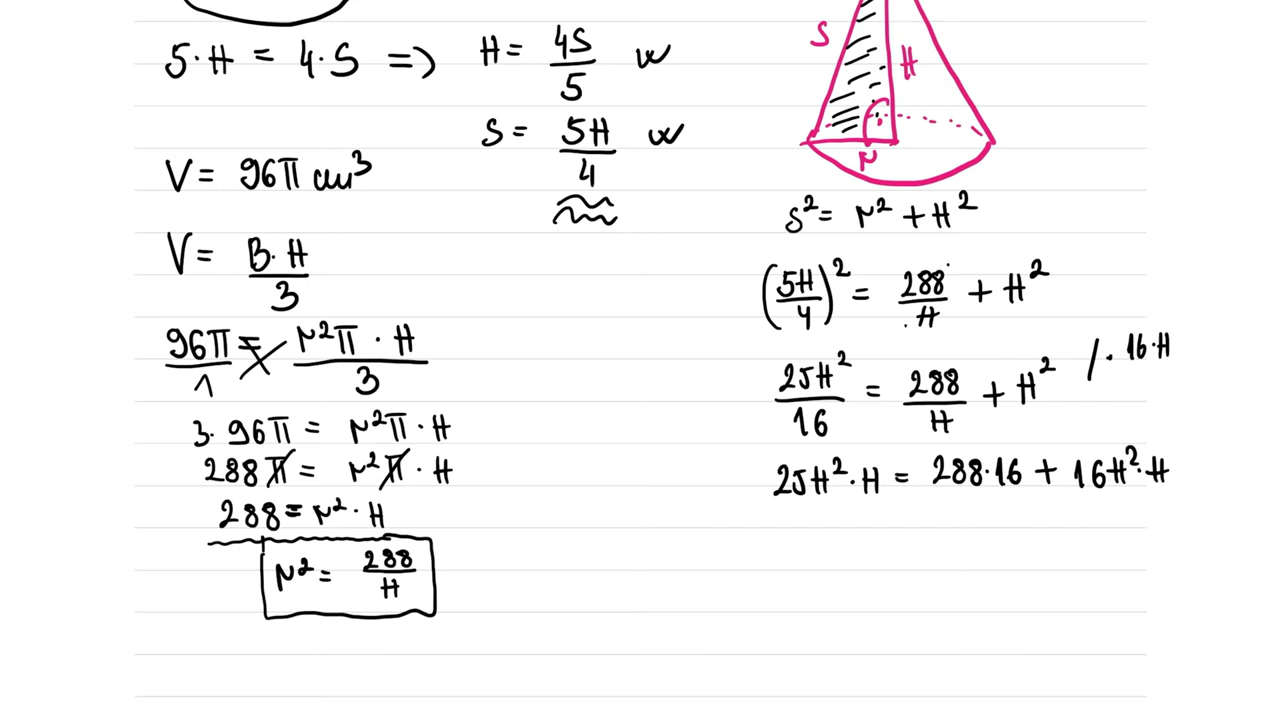 5·H = 4·S => H = 4S/5 w
S = 5H/4 w
V = 96π cm³
V = B·H/3
96π/1 = r²π · H/3
3·96π = r²π·H
288π = r²π·H
288 = r²·H
r² = 288/H
S
H
r
s² = r² + H²
(5H/4)² = 288/H + H²
25H²/16 = 288/H + H² /·16·H
25H²·H = 288·16 + 16H²·H